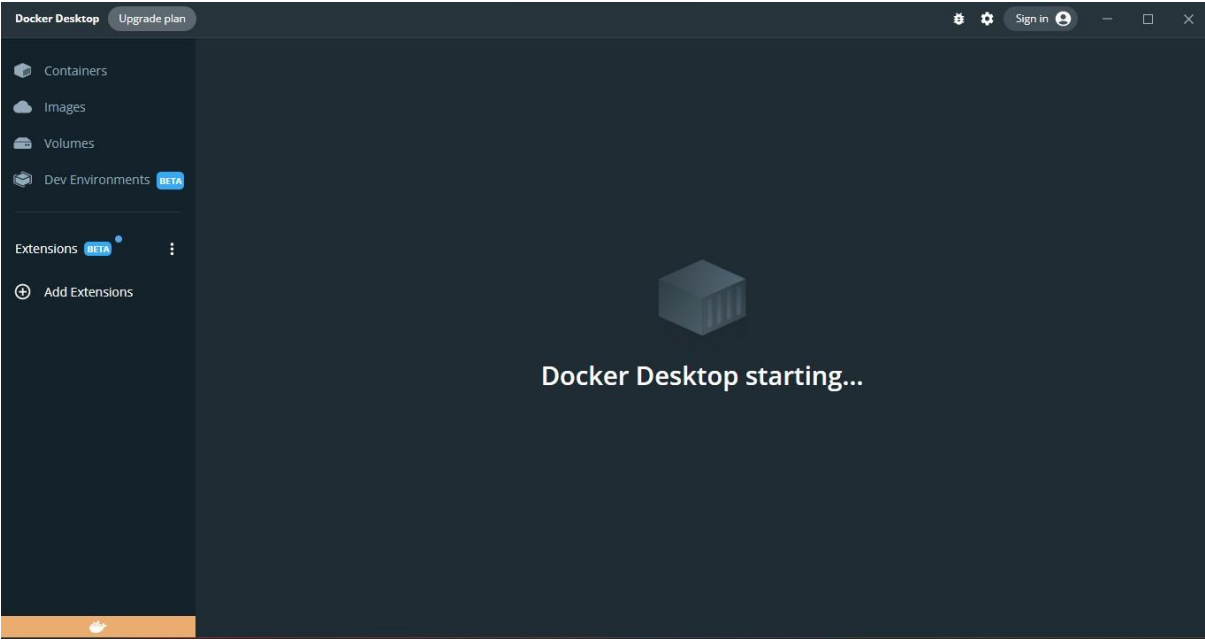 Docker Desktop Upgrade plan Sign in
Containers
Images
Volumes
Dev Environments BETA
Extensions BETA
Add Extensions
Docker Desktop starting...